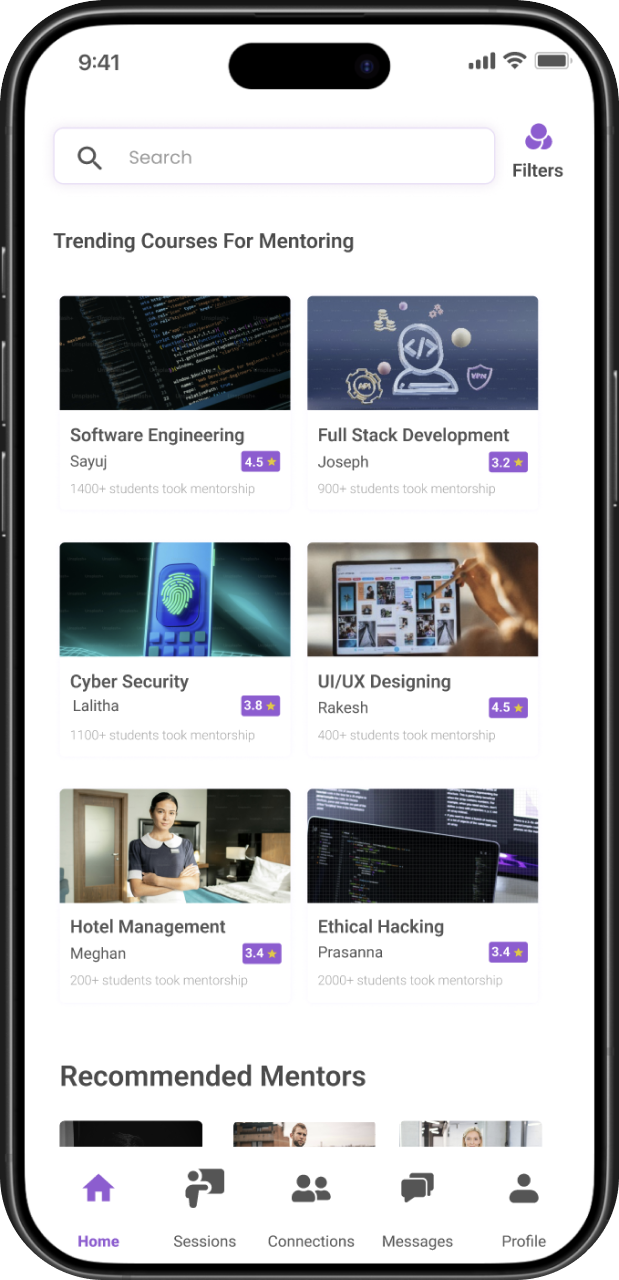 9:41
Search
Filters
Trending Courses For Mentoring
</>
API
VPN
Software Engineering
Full Stack Development
Sayuj
4.5
Joseph
3.2
1400+ students took mentorship
900+ students took mentorship
Cyber Security
UI/UX Designing
Lalitha
3.8
Rakesh
4.5
1100+ students took mentorship
400+ students took mentorship
Hotel Management
Ethical Hacking
Meghan
3.4
Prasanna
3.4
200+ students took mentorship
2000+ students took mentorship
Recommended Mentors
Home
Sessions
Connections
Messages
Profile